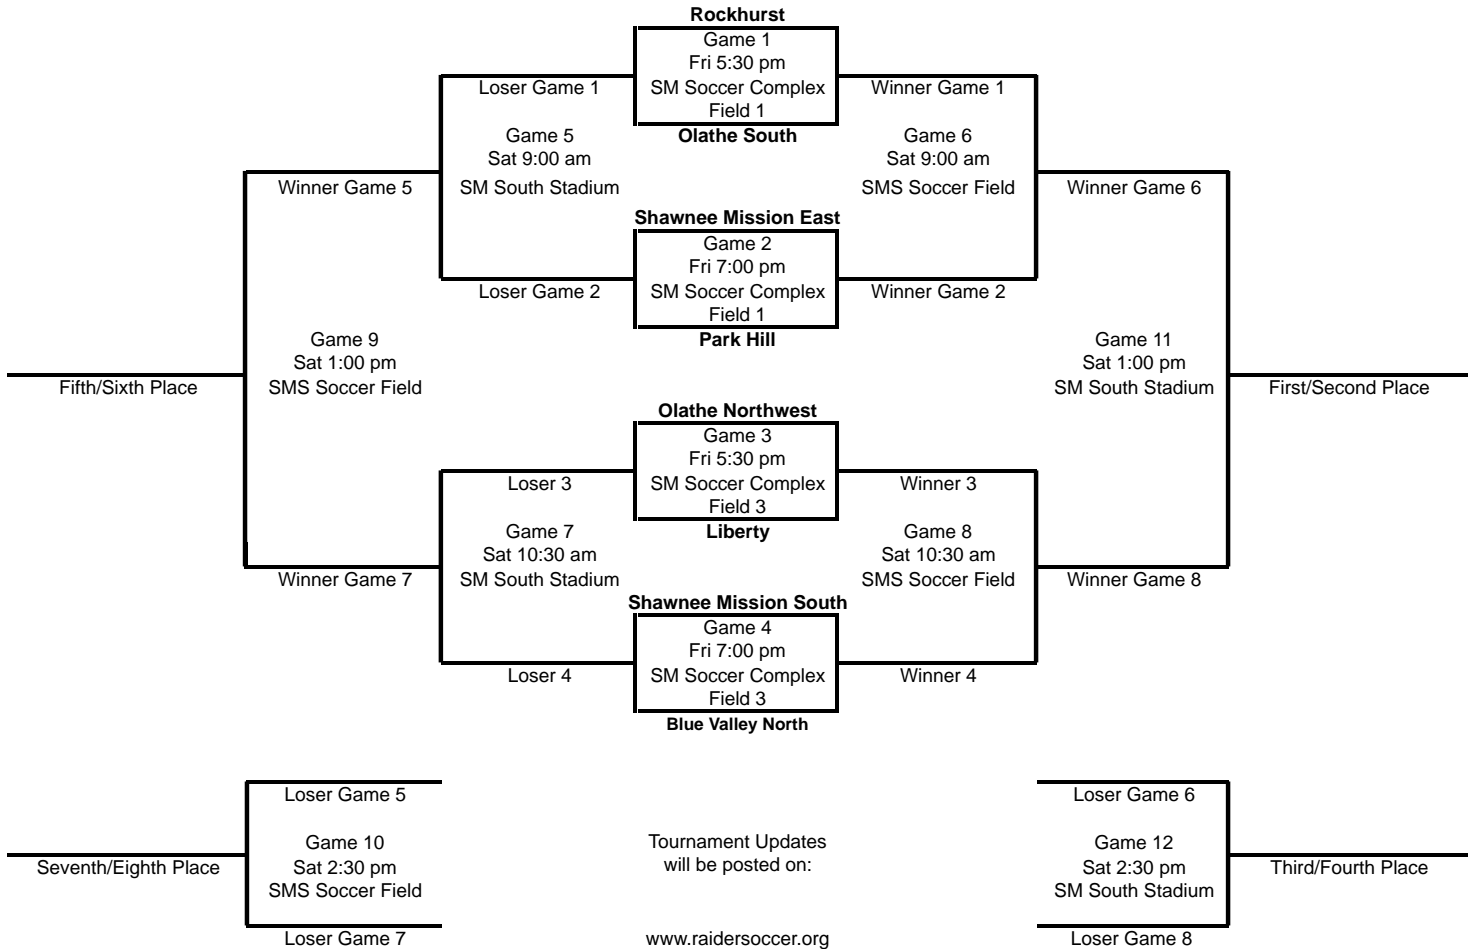 Rockhurst
Game 1
Fri 5:30 pm
SM Soccer Complex
Field 1
Olathe South
Loser Game 1
Winner Game 1
Game 5
Sat 9:00 am
SM South Stadium
Game 6
Sat 9:00 am
SMS Soccer Field
Winner Game 5
Winner Game 6
Shawnee Mission East
Game 2
Fri 7:00 pm
SM Soccer Complex
Field 1
Park Hill
Loser Game 2
Winner Game 2
Game 9
Sat 1:00 pm
SMS Soccer Field
Fifth/Sixth Place
Game 11
Sat 1:00 pm
SM South Stadium
First/Second Place
Olathe Northwest
Game 3
Fri 5:30 pm
SM Soccer Complex
Field 3
Liberty
Loser 3
Winner 3
Game 7
Sat 10:30 am
SM South Stadium
Game 8
Sat 10:30 am
SMS Soccer Field
Winner Game 7
Winner Game 8
Shawnee Mission South
Game 4
Fri 7:00 pm
SM Soccer Complex
Field 3
Blue Valley North
Loser 4
Winner 4
Loser Game 5
Game 10
Sat 2:30 pm
SMS Soccer Field
Loser Game 7
Seventh/Eighth Place
Tournament Updates
will be posted on:
www.raidersoccer.org
Loser Game 6
Game 12
Sat 2:30 pm
SM South Stadium
Loser Game 8
Third/Fourth Place